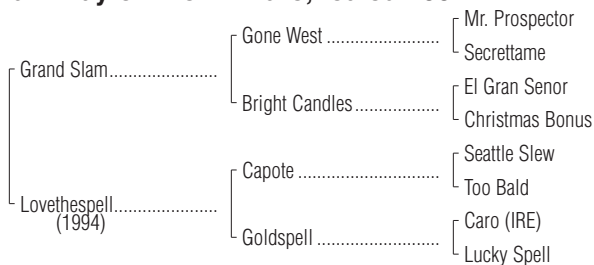 Mr. Prospector
Gone West ........................
Secrettame
Grand Slam......................
El Gran Senor
Bright Candles..................
Christmas Bonus
Seattle Slew
Capote ..............................
Too Bald
Lovethespell.....................
(1994)
Caro (IRE)
Goldspell ..........................
Lucky Spell